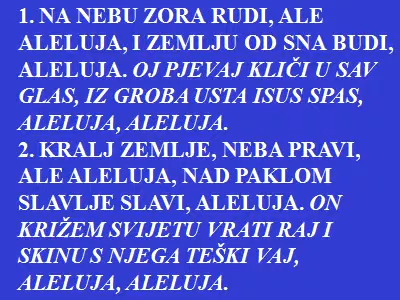 1. NA NEBU ZORA RUDI, ALE
ALELUJA, I ZEMLJU OD SNA BUDI,
ALELUJA. OJ PJEVAJ KLIČI U SAV
GLAS, IZ GROBA USTA ISUS SPAS,
ALELUJA, ALELUJA.
2. KRALJ ZEMLJE, NEBA PRAVI,
ALE ALELUJA, NAD PAKLOM
SLAVLJE SLAVI, ALELUJA. ON
KRIŽEM SVIJETU VRATI RAJ I
SKINU S NJEGA TEŠKI VAJ,
ALELUJA, ALELUJA.